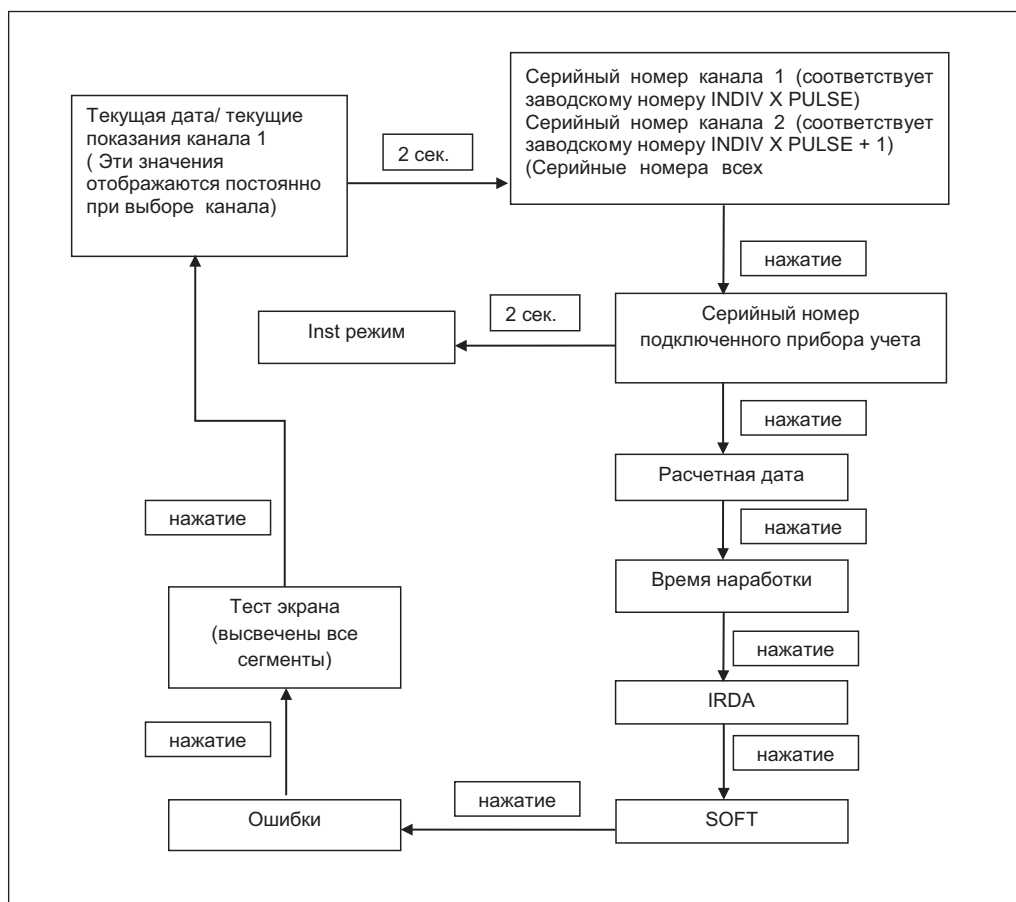 Текущая дата/ текущие
показания канала 1
( Эти значения
отображаются постоянно
при выборе канала)
2 сек.
Серийный номер канала 1 (соответствует
заводскому номеру INDIV X PULSE)
Серийный номер канала 2 (соответствует
заводскому номеру INDIV X PULSE + 1)
(Серийные номера всех
нажатие
Серийный номер
подключенного прибора учета
2 сек.
Inst режим
нажатие
Расчетная дата
нажатие
Время наработки
нажатие
IRDA
нажатие
SOFT
нажатие
Ошибки
нажатие
Тест экрана
(высвечены все
сегменты)
нажатие